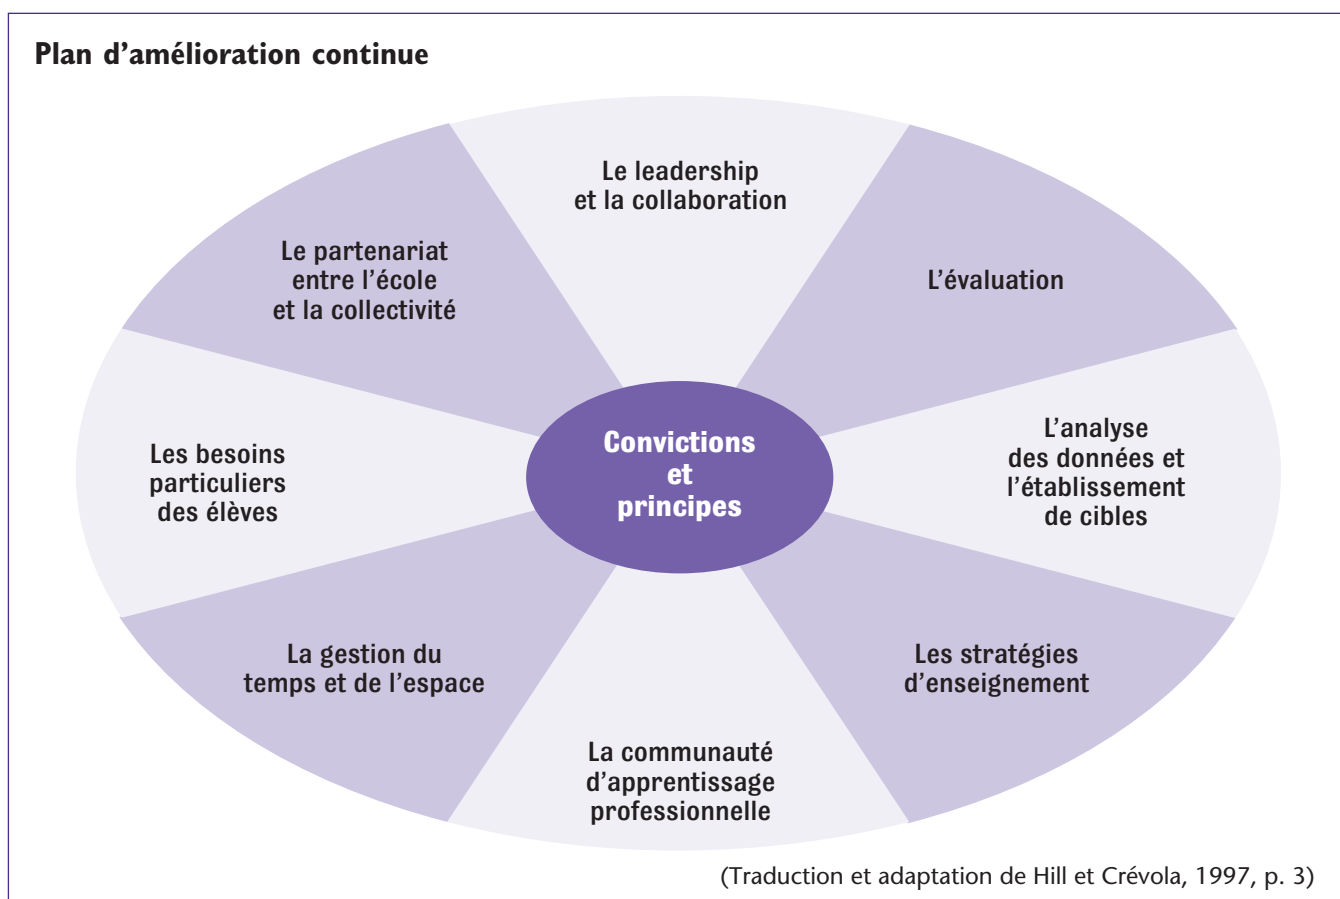 Plan d’amélioration continue
Le leadership
et la collaboration
L’évaluation
L’analyse
des données et
l’établissement
de cibles
Les stratégies
d’enseignement
La communauté
d’apprentissage
professionnelle
La gestion du
temps et de l’espace
Les besoins
particuliers
des élèves
Le partenariat
entre l’école
et la collectivité
Convictions
et
principes
(Traduction et adaptation de Hill et Crévola, 1997, p. 3)